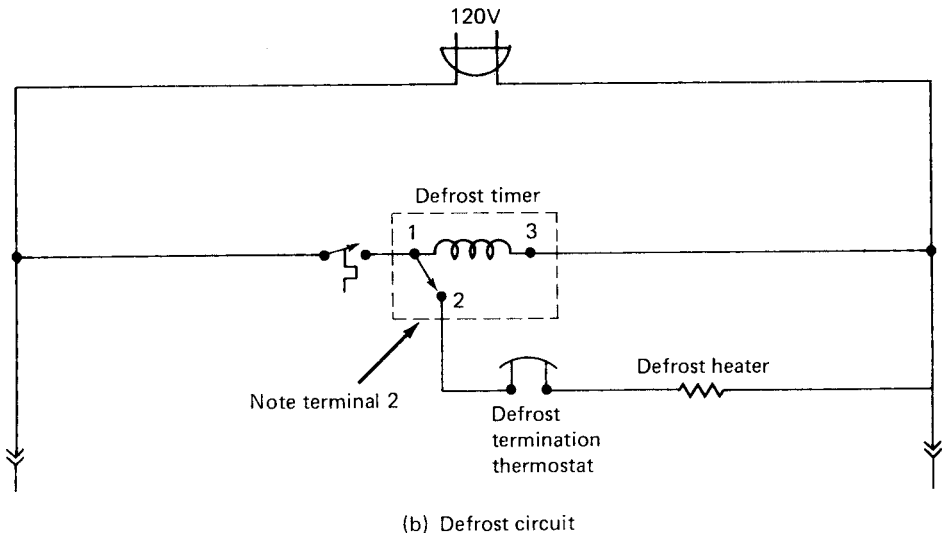 120V
Defrost timer
1
3
2
Note terminal 2
Defrost heater
Defrost
termination
thermostat
(b) Defrost circuit